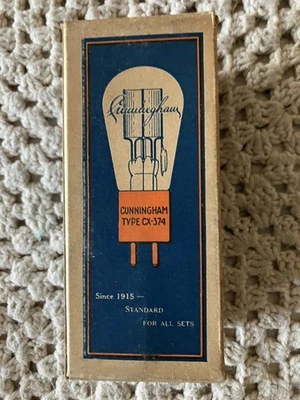 Cunningham
CUNNINGHAM
TYPE CX-374
Since 1915—
STANDARD
FOR ALL SETS